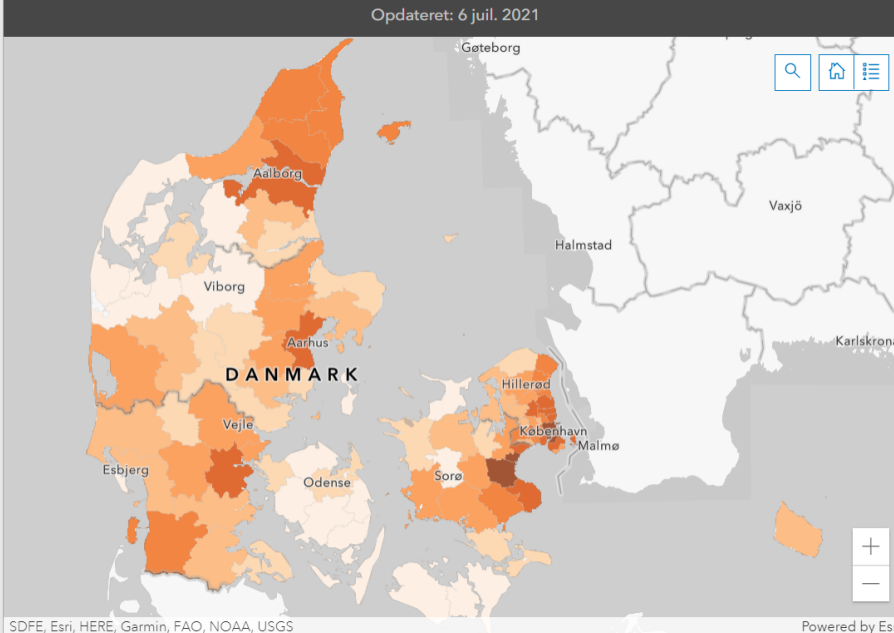 Opdateret: 6 juil. 2021
Gøteborg
Aalborg
Vaxjö
Halmstad
Viborg
Aarhus
Karlskrona
DANMARK
Hillerød
Vejle
København
Malmø
Esbjerg
Sorø
Odense
SDFE, Esri, HERE, Garmin, FAO, NOAA, USGS
Powered by Es